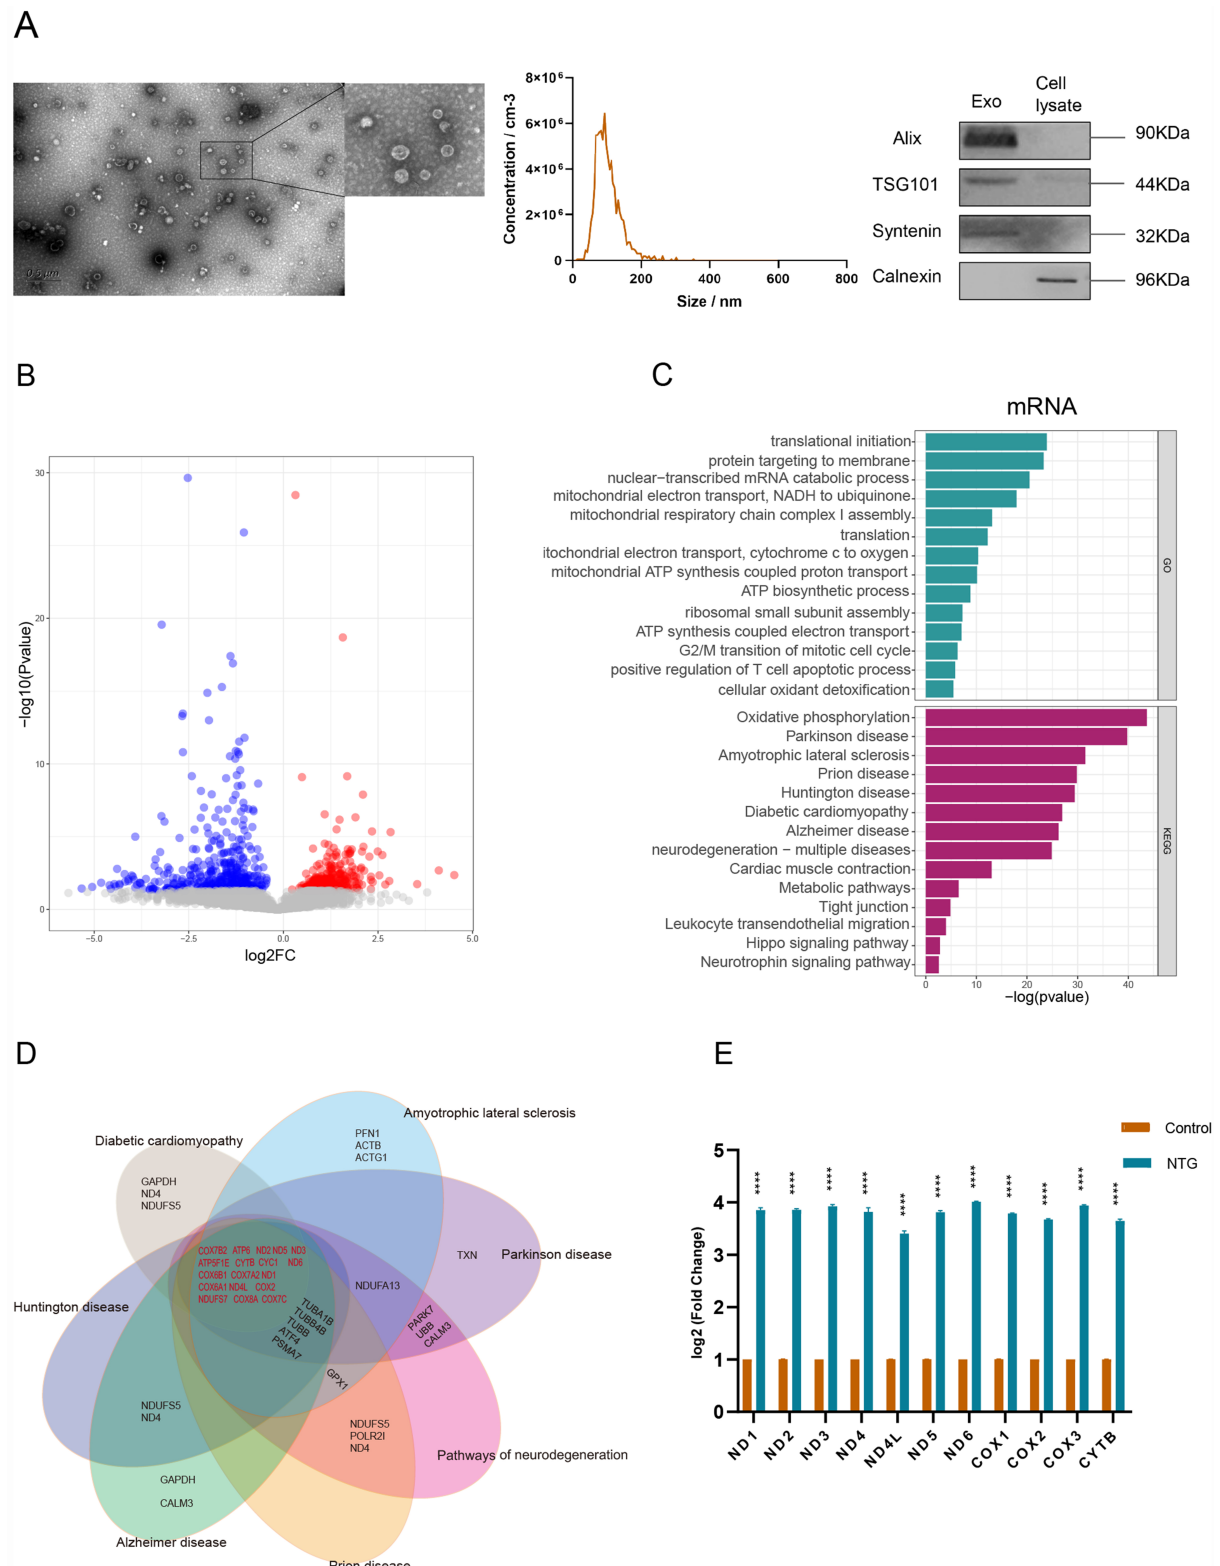 A
0.5 μm
8×10⁶
6×10⁶
4×10⁶
2×10⁶
0
0 200 400 600 800
Concentration / cm-3
Size / nm
Exo
Cell
lysate
Alix 90KDa
TSG101 44KDa
Syntenin 32KDa
Calnexin 96KDa
B
30
20
10
0
−5.0 −2.5 0.0 2.5 5.0
−log10(Pvalue)
log2FC
C
mRNA
translational initiation
protein targeting to membrane
nuclear−transcribed mRNA catabolic process
mitochondrial electron transport, NADH to ubiquinone
mitochondrial respiratory chain complex I assembly
translation
itochondrial electron transport, cytochrome c to oxygen
mitochondrial ATP synthesis coupled proton transport
ATP biosynthetic process
ribosomal small subunit assembly
ATP synthesis coupled electron transport
G2/M transition of mitotic cell cycle
positive regulation of T cell apoptotic process
cellular oxidant detoxification
GO
Oxidative phosphorylation
Parkinson disease
Amyotrophic lateral sclerosis
Prion disease
Huntington disease
Diabetic cardiomyopathy
Alzheimer disease
neurodegeneration − multiple diseases
Cardiac muscle contraction
Metabolic pathways
Tight junction
Leukocyte transendothelial migration
Hippo signaling pathway
Neurotrophin signaling pathway
KEGG
0 10 20 30 40
−log(pvalue)
D
Amyotrophic lateral sclerosis
PFN1
ACTB
ACTG1
Diabetic cardiomyopathy
GAPDH
ND4
NDUFS5
TXN
Parkinson disease
COX7B2 ATP6 ND2 ND5 ND3
ATP5F1E CYTB CYC1 ND6
COX6B1 COX7A2 ND1
COX6A1 ND4L COX2
NDUFS7 COX8A COX7C
NDUFA13
TUBA1B
TUBB4B
TUBB
ATF4
PSMA7
PARK7
UBB
CALM3
Huntington disease
GPX1
NDUFS5
ND4
NDUFS5
POLR2I
ND4
Pathways of neurodegeneration
GAPDH
CALM3
Alzheimer disease
Prion disease
E
Control
NTG
5
4
3
2
1
0
log2 (Fold Change)
**** **** **** **** **** **** **** **** **** **** ****
ND1 ND2 ND3 ND4 ND4L ND5 ND6 COX1 COX2 COX3 CYTB